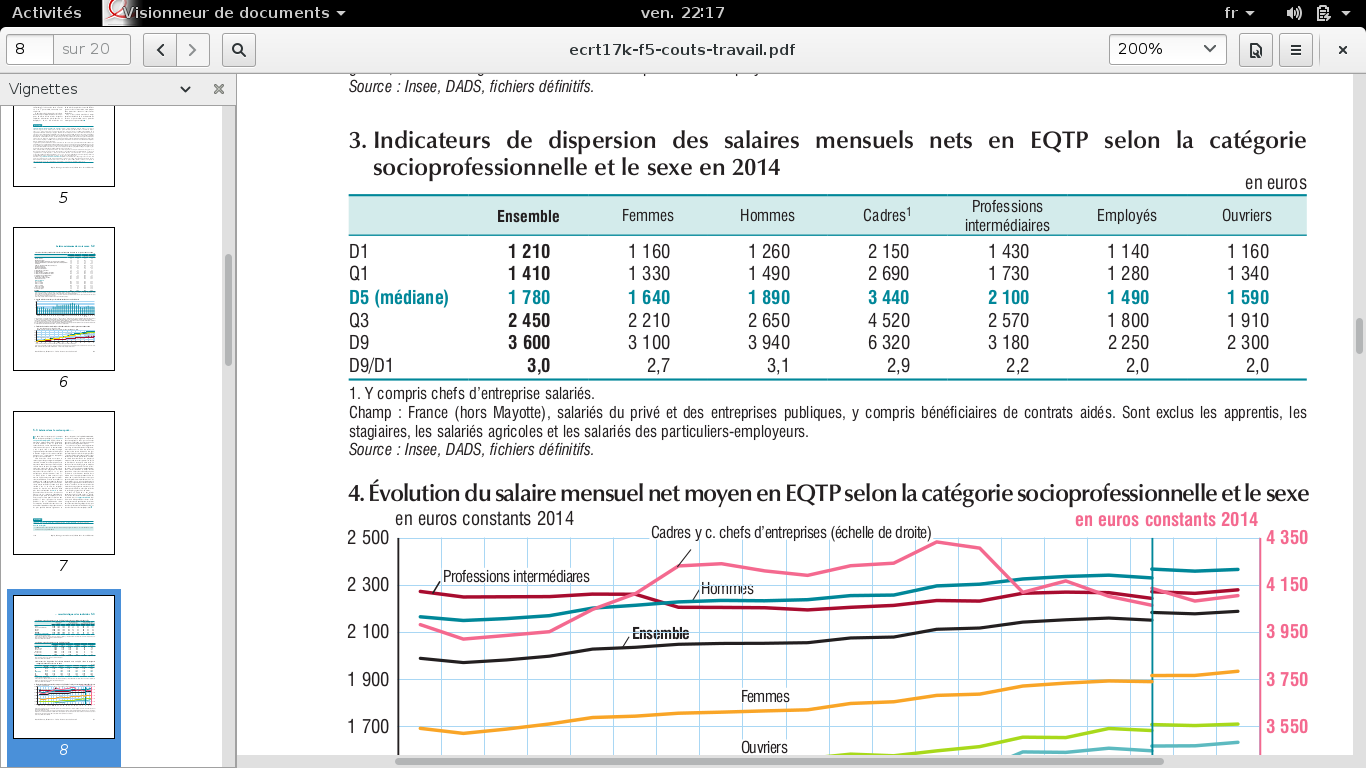 Activités
Visionneur de documents
ven. 22:17
fr
8
sur 20
ecrt17k-f5-couts-travail.pdf
200%
Vignettes
5
6
7
8
Source : Insee, DADS, fichiers définitifs.
3. Indicateurs de dispersion des salaires mensuels nets en EQTP selon la catégorie
socioprofessionnelle et le sexe en 2014
en euros
Ensemble Femmes Hommes Cadres1 Professions intermédiaires Employés Ouvriers
D1 1 210 1 160 1 260 2 150 1 430 1 140 1 160
Q1 1 410 1 330 1 490 2 690 1 730 1 280 1 340
D5 (médiane) 1 780 1 640 1 890 3 440 2 100 1 490 1 590
Q3 2 450 2 210 2 650 4 520 2 570 1 800 1 910
D9 3 600 3 100 3 940 6 320 3 180 2 250 2 300
D9/D1 3,0 2,7 3,1 2,9 2,2 2,0 2,0
1. Y compris chefs d'entreprise salariés.
Champ : France (hors Mayotte), salariés du privé et des entreprises publiques, y compris bénéficiaires de contrats aidés. Sont exclus les apprentis, les
stagiaires, les salariés agricoles et les salariés des particuliers-employeurs.
Source : Insee, DADS, fichiers définitifs.
4. Évolution du salaire mensuel net moyen en EQTP selon la catégorie socioprofessionnelle et le sexe
en euros constants 2014
en euros constants 2014
Cadres y c. chefs d'entreprises (échelle de droite)
2 500
4 350
Professions intermédiares
2 300
Hommes
4 150
2 100
Ensemble
3 950
1 900
3 750
Femmes
1 700
3 550
Ouvriers